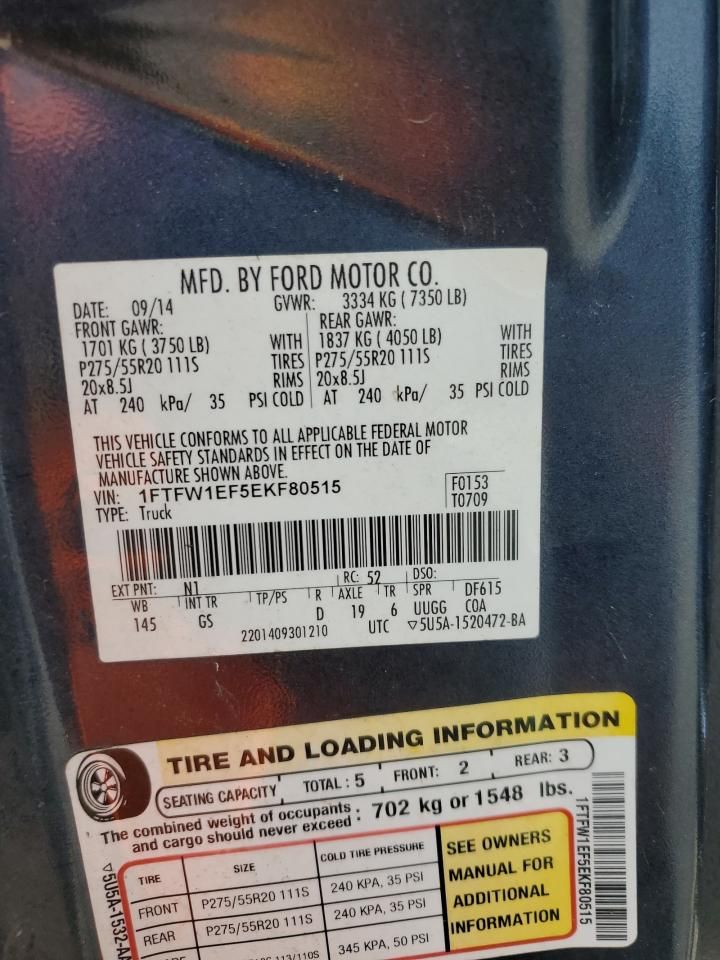 MFD. BY FORD MOTOR CO.
DATE: 09/14 GVWR: 3334 KG ( 7350 LB)
FRONT GAWR: REAR GAWR:
1701 KG ( 3750 LB) WITH 1837 KG ( 4050 LB) WITH
P275/55R20 111S TIRES P275/55R20 111S TIRES
20x8.5J RIMS 20x8.5J RIMS
AT 240 kPa/ 35 PSI COLD AT 240 kPa/ 35 PSI COLD
THIS VEHICLE CONFORMS TO ALL APPLICABLE FEDERAL MOTOR
VEHICLE SAFETY STANDARDS IN EFFECT ON THE DATE OF
MANUFACTURE SHOWN ABOVE.
VIN: 1FTFW1EF5EKF80515 F0153
TYPE: Truck T0709
EXT PNT: N1 RC: 52 DSO:
WB INT TR TP/PS R AXLE TR SPR DF615
145 GS D 19 6 UUGG COA
2201409301210 UTC ▽5U5A-1520472-BA
TIRE AND LOADING INFORMATION
SEATING CAPACITY TOTAL : 5 FRONT: 2 REAR: 3
The combined weight of occupants
and cargo should never exceed : 702 kg or 1548 lbs.
TIRE SIZE COLD TIRE PRESSURE
FRONT P275/55R20 111S 240 KPA, 35 PSI
REAR P275/55R20 111S 240 KPA, 35 PSI
113/110S 345 KPA, 50 PSI
SEE OWNERS
MANUAL FOR
ADDITIONAL
INFORMATION
1FTFW1EF5EKF80515
▽5U5A-1532-AA